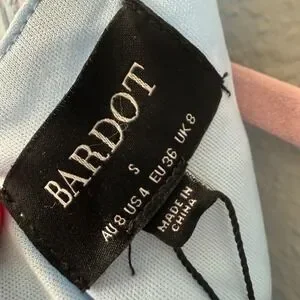 BARDOT
S
AU 8 US 4 EU 36 UK 8
MADE IN
CHINA